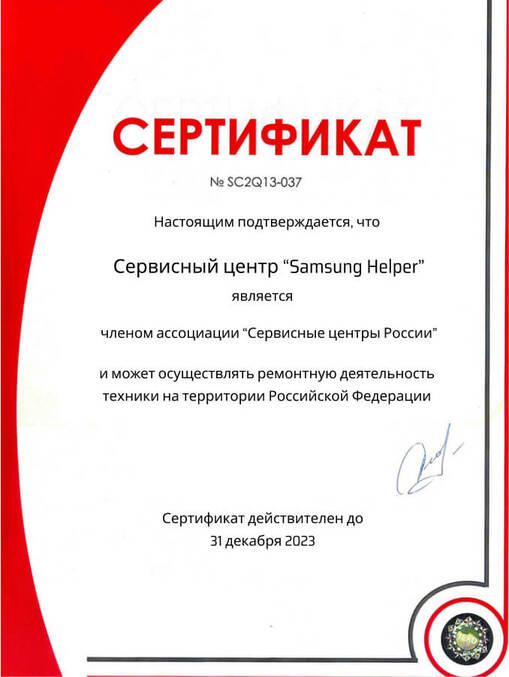 СЕРТИФИКАТ
№ SC2Q13-037
Настоящим подтверждается, что
Сервисный центр “Samsung Helper”
является
членом ассоциации “Сервисные центры России”
и может осуществлять ремонтную деятельность
техники на территории Российской Федерации
Сертификат действителен до
31 декабря 2023